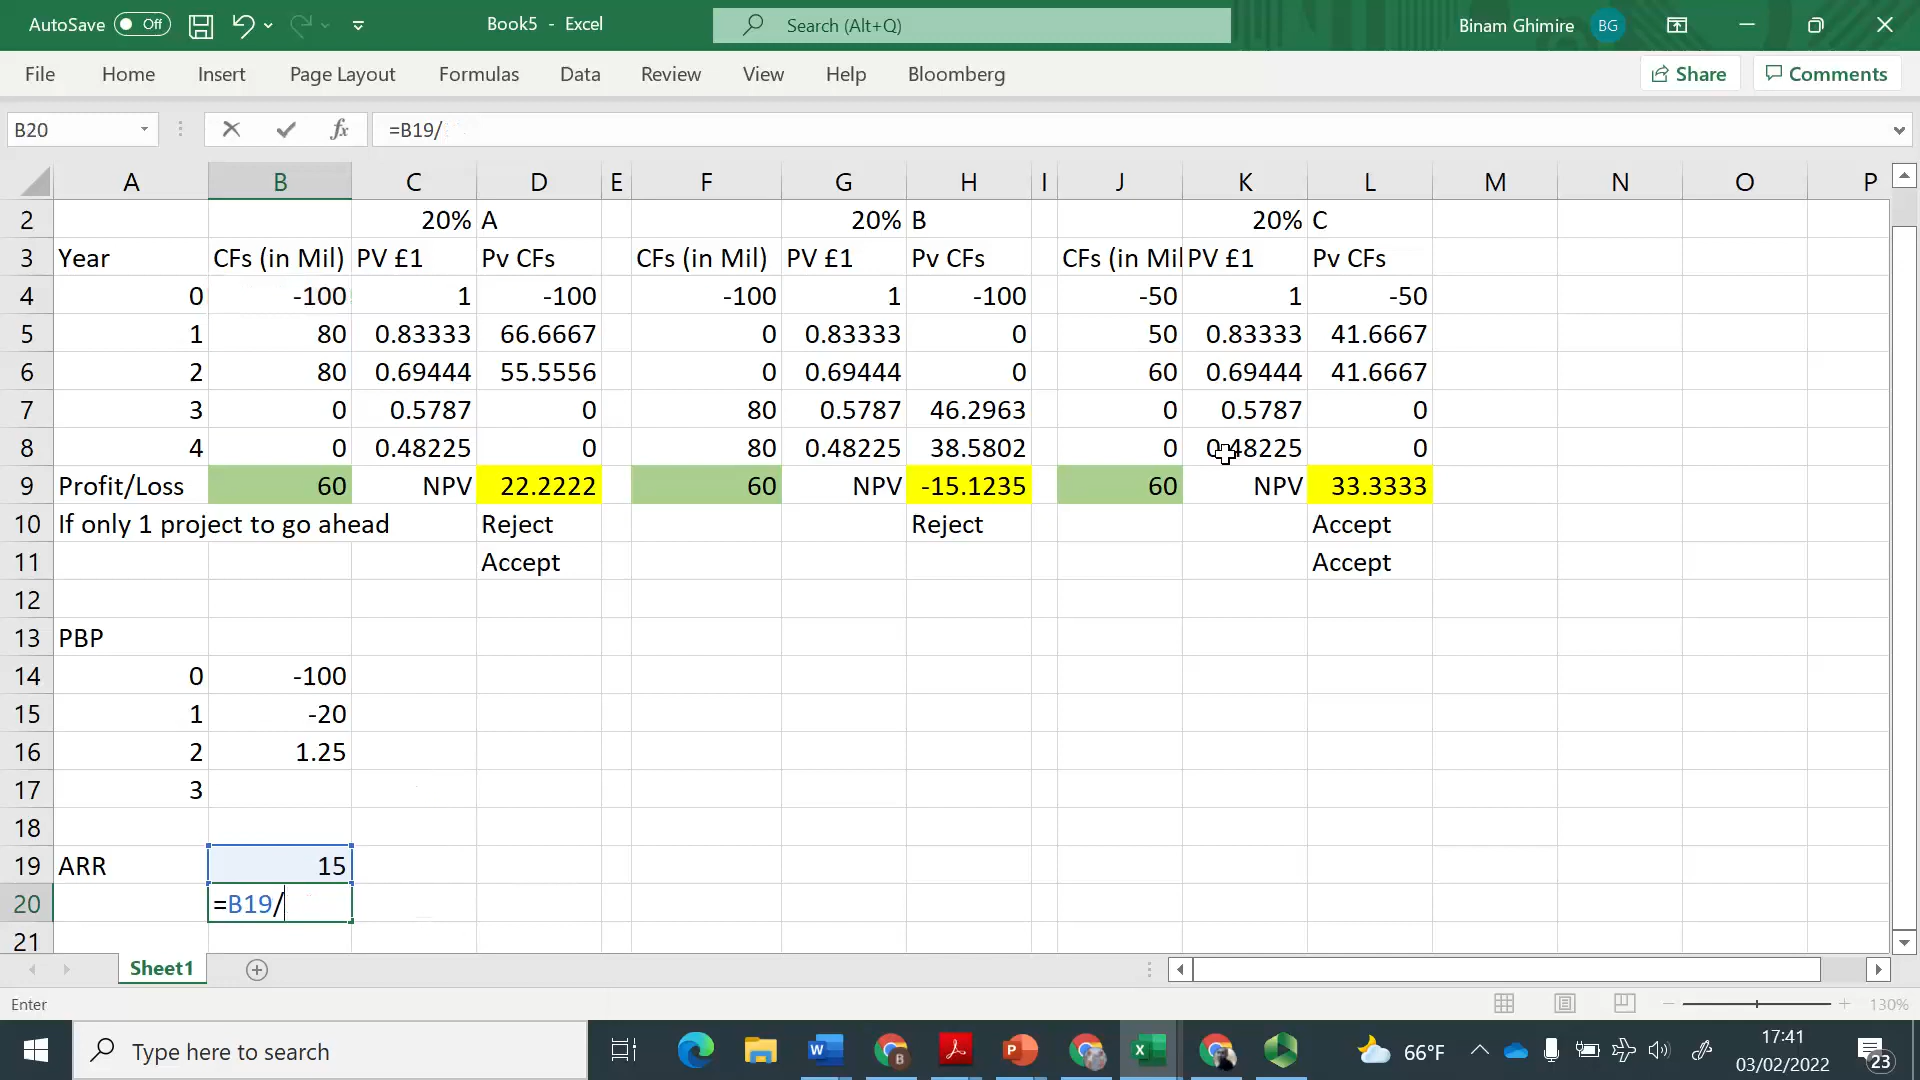 AutoSave Off Book5 - Excel Search (Alt+Q) Binam Ghimire BG
File Home Insert Page Layout Formulas Data Review View Help Bloomberg Share Comments
B20 fx =B19/
A B C D E F G H I J K L M N O P
2 20% A 20% B 20% C
3 Year CFs (in Mil) PV £1 Pv CFs CFs (in Mil) PV £1 Pv CFs CFs (in Mil PV £1 Pv CFs
4 0 -100 1 -100 -100 1 -100 -50 1 -50
5 1 80 0.83333 66.6667 0 0.83333 0 50 0.83333 41.6667
6 2 80 0.69444 55.5556 0 0.69444 0 60 0.69444 41.6667
7 3 0 0.5787 0 80 0.5787 46.2963 0 0.5787 0
8 4 0 0.48225 0 80 0.48225 38.5802 0 0.48225 0
9 Profit/Loss 60 NPV 22.2222 60 NPV -15.1235 60 NPV 33.3333
10 If only 1 project to go ahead Reject Reject Accept
11 Accept Accept
12
13 PBP
14 0 -100
15 1 -20
16 2 1.25
17 3
18
19 ARR 15
20 =B19/
21
Sheet1
Enter 130%
Type here to search 66°F 17:41
03/02/2022 23